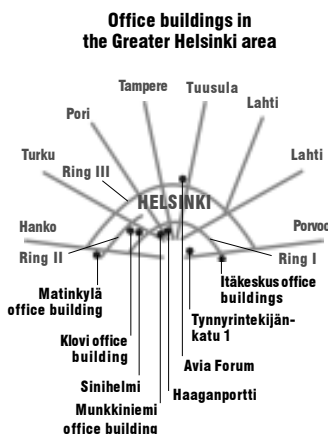 Office buildings in
the Greater Helsinki area
Tampere
Tuusula
Pori
Lahti
Turku
Ring III
Lahti
HELSINKI
Hanko
Porvoo
Ring II
Ring I
Matinkylä
office building
Itäkeskus office
buildings
Klovi office
building
Tynnyrintekijän-
katu 1
Sinihelmi
Avia Forum
Munkkiniemi
office building
Haaganportti